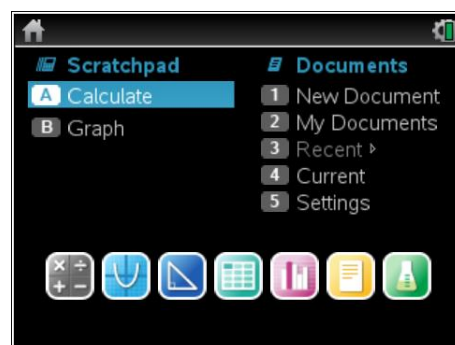 Scratchpad
A Calculate
B Graph
Documents
1 New Document
2 My Documents
3 Recent ▸
4 Current
5 Settings